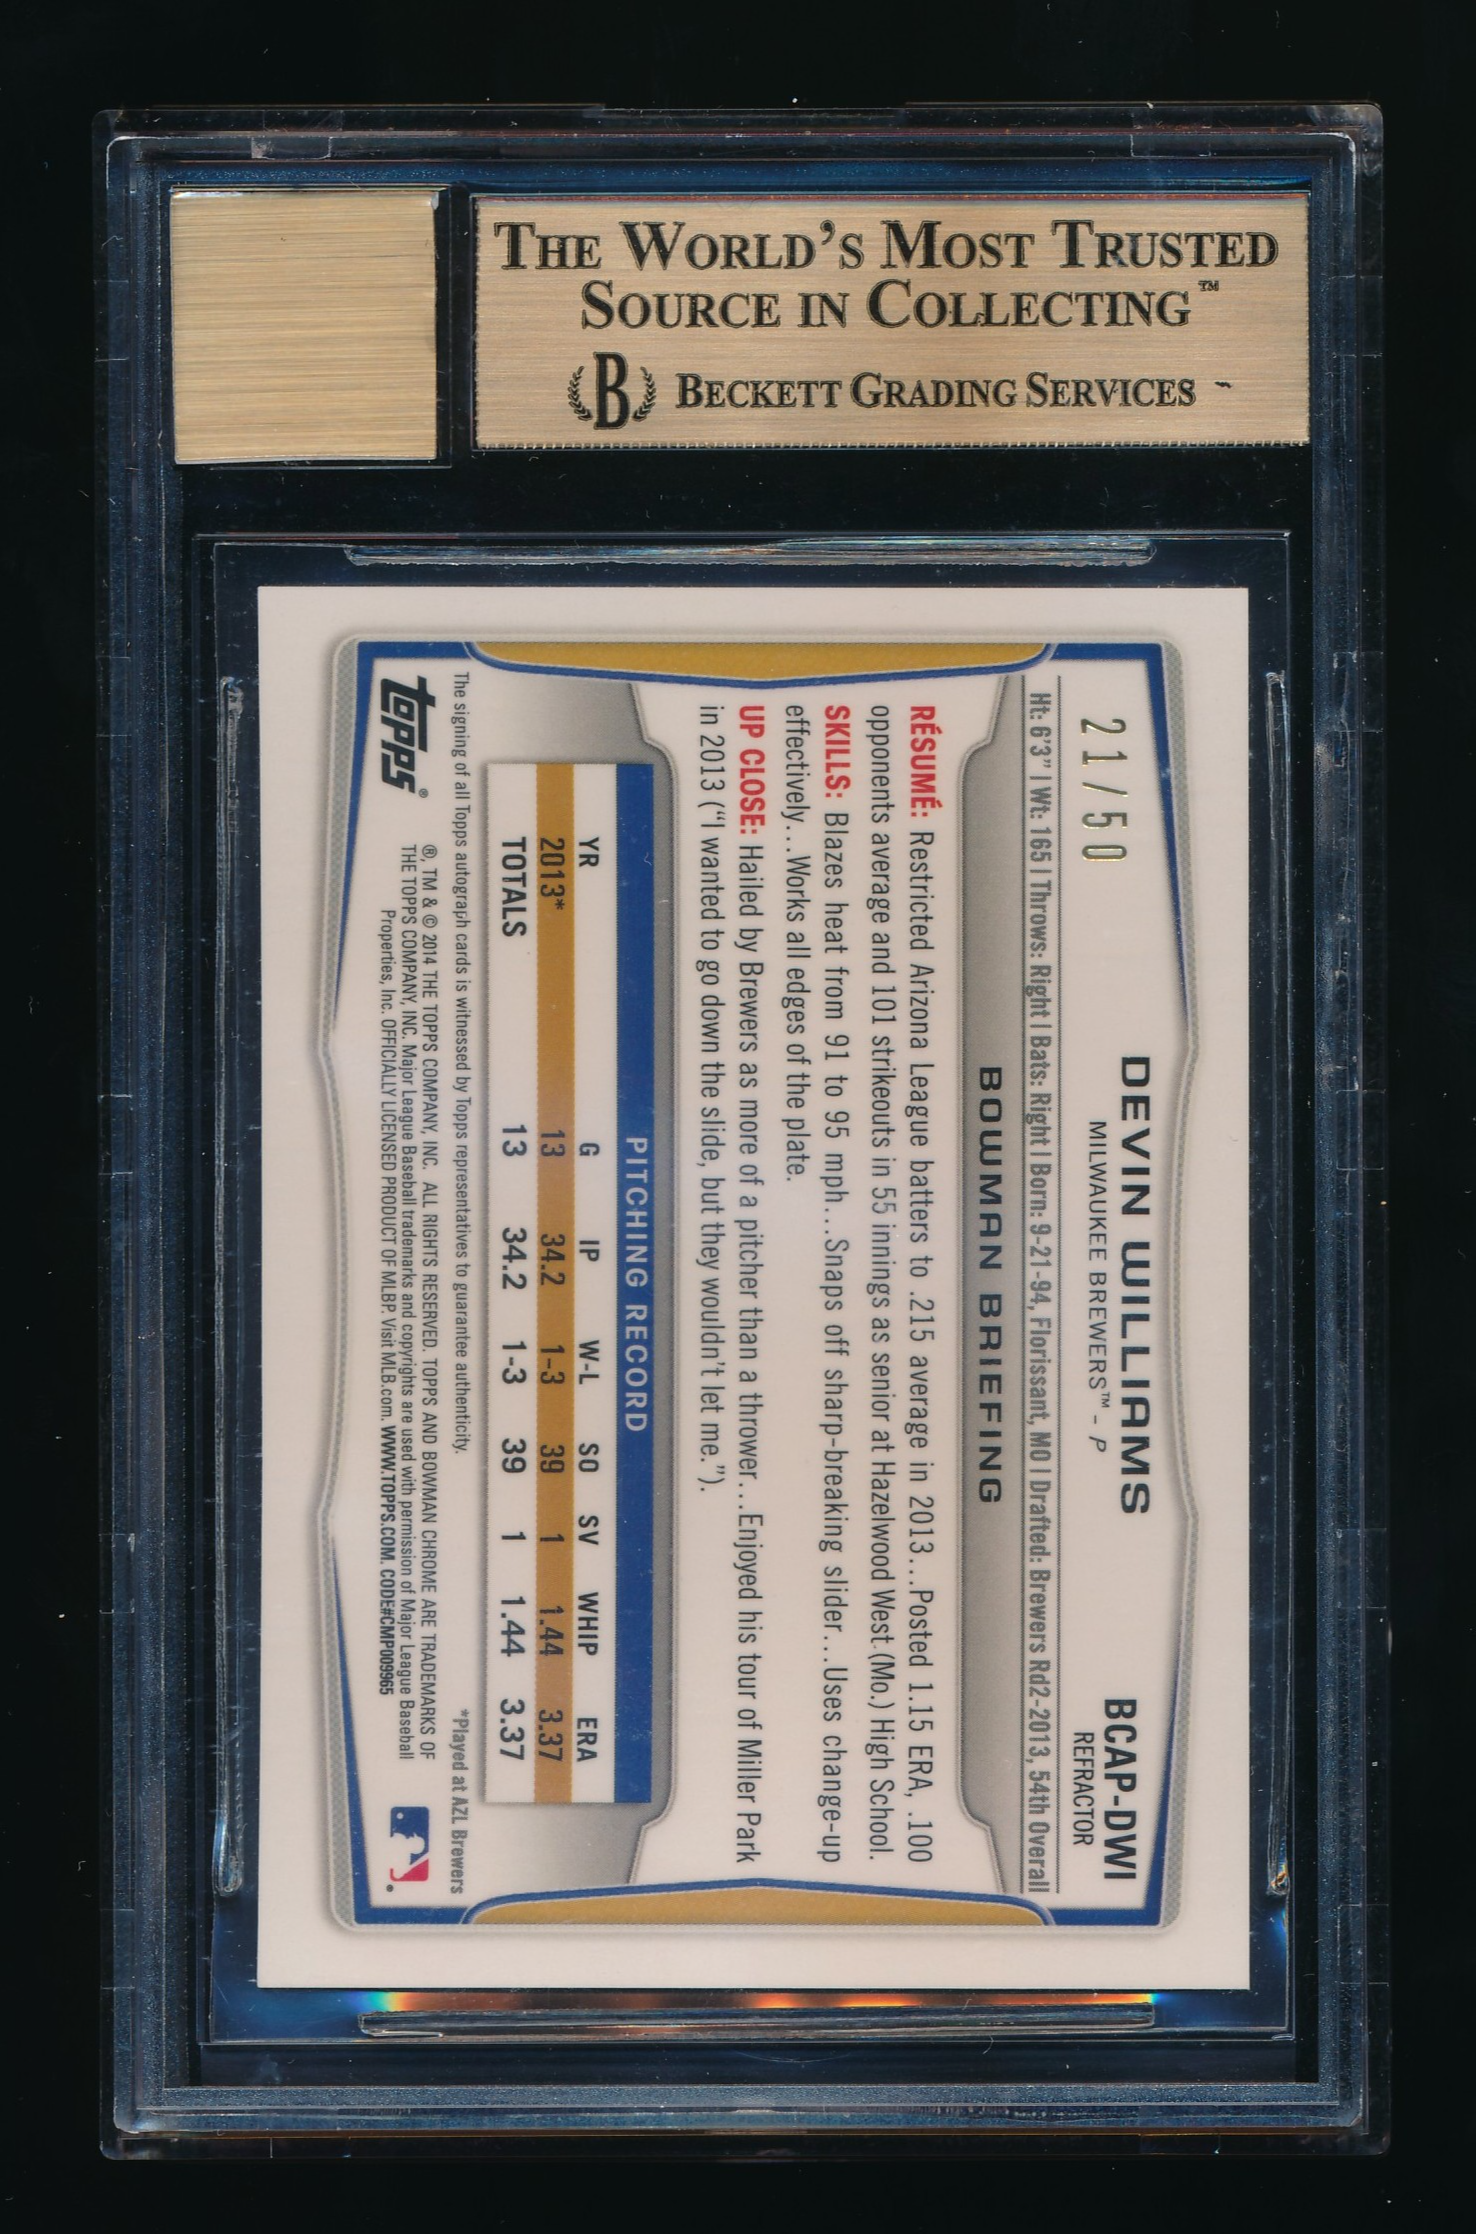 THE WORLD'S MOST TRUSTED
SOURCE IN COLLECTING™
B BECKETT GRADING SERVICES
21/50
DEVIN WILLIAMS
MILWAUKEE BREWERS™ - P
BCAP-DWI
REFRACTOR
Ht: 6'3" | Wt: 165 | Throws: Right | Bats: Right | Born: 9-21-94, Florissant, MO | Drafted: Brewers Rd2-2013, 54th Overall
BOWMAN BRIEFING
RÉSUMÉ: Restricted Arizona League batters to .215 average in 2013...Posted 1.15 ERA, .100
opponents average and 101 strikeouts in 55 innings as senior at Hazelwood West (Mo.) High School.
SKILLS: Blazes heat from 91 to 95 mph...Snaps off sharp-breaking slider...Uses change-up
effectively...Works all edges of the plate.
UP CLOSE: Hailed by Brewers as more of a pitcher than a thrower...Enjoyed his tour of Miller Park
in 2013 ("I wanted to go down the slide, but they wouldn't let me.").
PITCHING RECORD
YR G IP W-L SO SV WHIP ERA
2013* 13 34.2 1-3 39 1 1.44 3.37
TOTALS 13 34.2 1-3 39 1 1.44 3.37
*Played at AZL Brewers
The signing of all Topps autograph cards is witnessed by Topps representatives to guarantee authenticity.
topps®
®, TM & © 2014 THE TOPPS COMPANY, INC. ALL RIGHTS RESERVED. TOPPS AND BOWMAN CHROME ARE TRADEMARKS OF
THE TOPPS COMPANY, INC. Major League Baseball trademarks and copyrights are used with permission of Major League Baseball
Properties, Inc. OFFICIALLY LICENSED PRODUCT OF MLBP. Visit MLB.com. WWW.TOPPS.COM. CODE#CMP009965